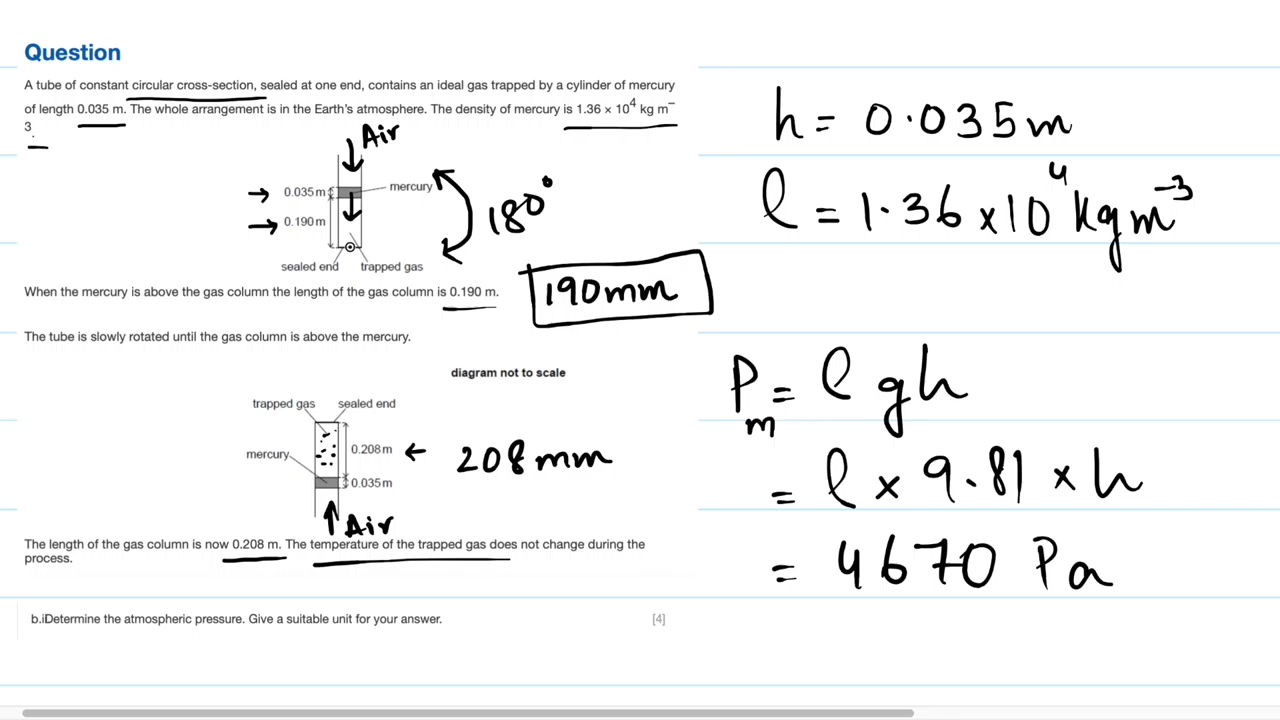 Question
A tube of constant circular cross-section, sealed at one end, contains an ideal gas trapped by a cylinder of mercury
of length 0.035 m. The whole arrangement is in the Earth's atmosphere. The density of mercury is 1.36 × 10⁴ kg m⁻
3.
Air
0.035 m
mercury
0.190 m
180°
sealed end
trapped gas
When the mercury is above the gas column the length of the gas column is 0.190 m.
190mm
The tube is slowly rotated until the gas column is above the mercury.
diagram not to scale
trapped gas
sealed end
mercury
0.208 m
208mm
0.035 m
Air
The length of the gas column is now 0.208 m. The temperature of the trapped gas does not change during the
process.
b.iDetermine the atmospheric pressure. Give a suitable unit for your answer.
[4]
h = 0.035m
ρ = 1.36 × 10⁴ kg m⁻³
Pₘ = ρ g h
= ρ × 9.81 × h
= 4670 Pa